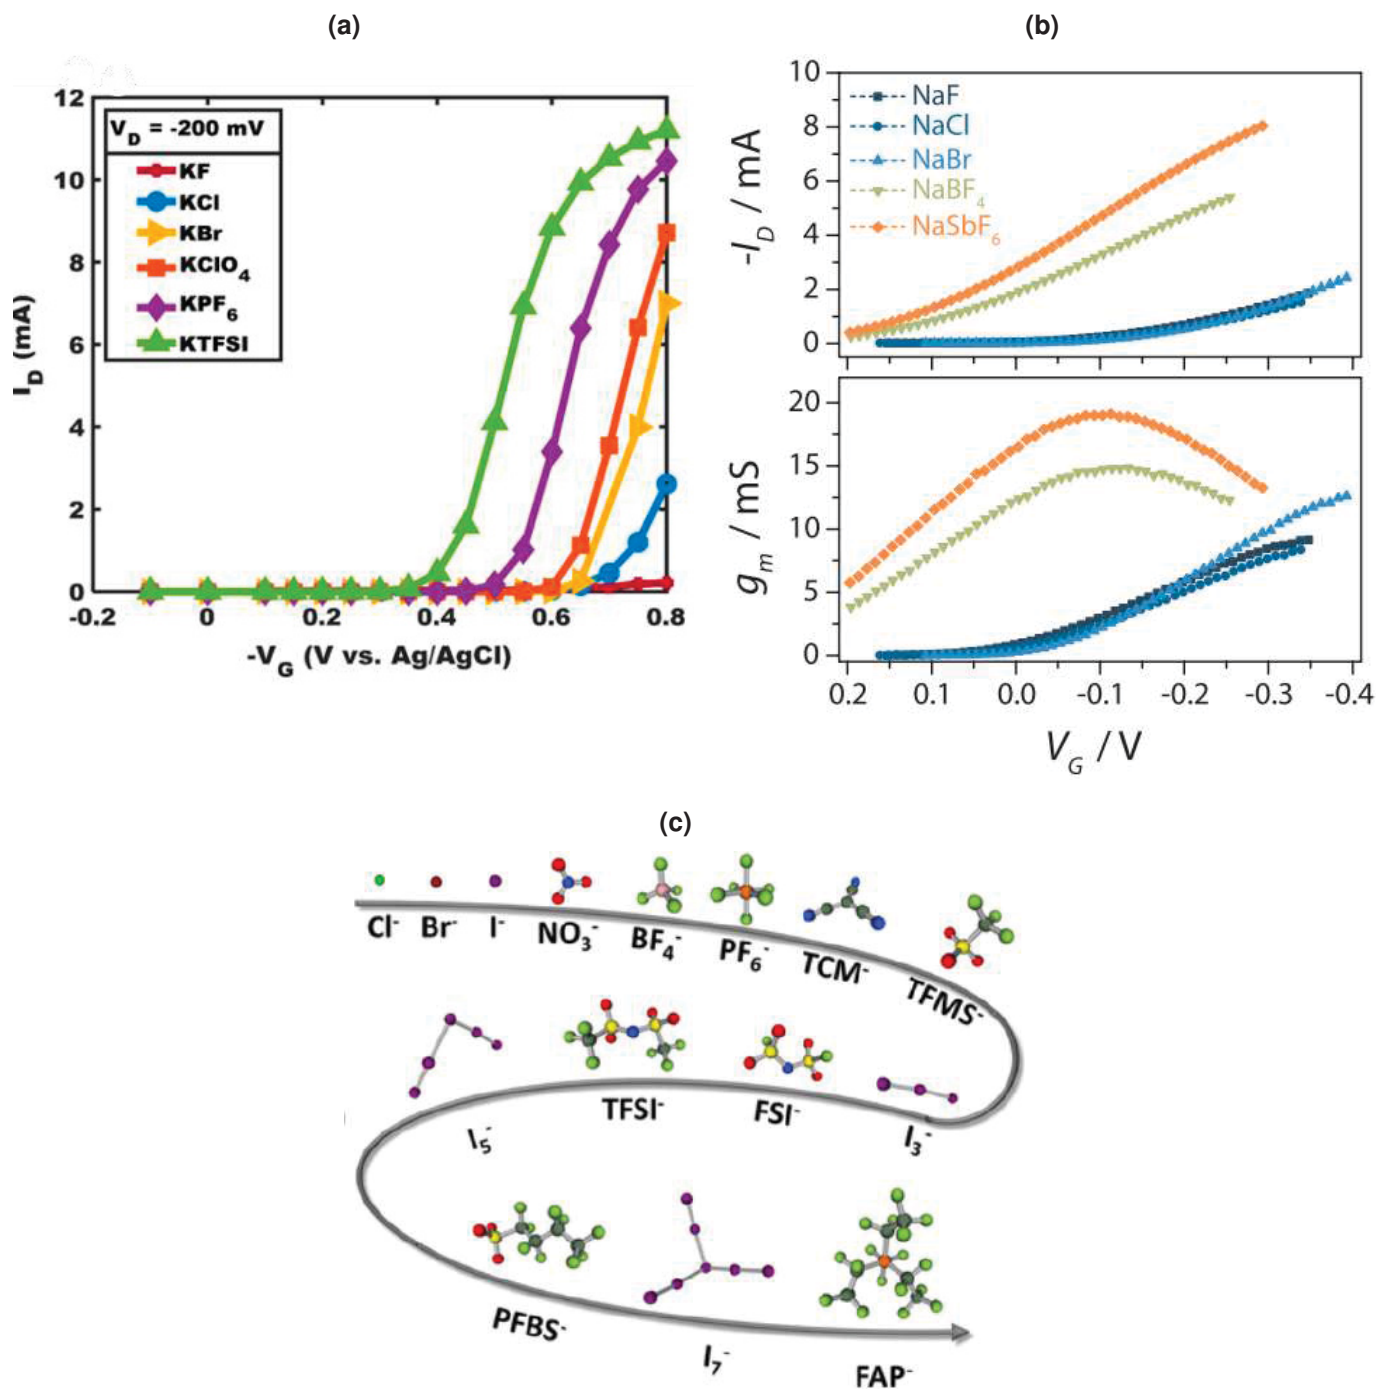 (a)
12
10
8
6
4
2
0
I_D (mA)
V_D = -200 mV
KF
KCl
KBr
KClO_4
KPF_6
KTFSI
-0.2 0 0.2 0.4 0.6 0.8
-V_G (V vs. Ag/AgCl)
(b)
10
8
6
4
2
0
-I_D / mA
NaF
NaCl
NaBr
NaBF_4
NaSbF_6
20
15
10
5
0
g_m / mS
0.2 0.1 0.0 -0.1 -0.2 -0.3 -0.4
V_G / V
(c)
Cl⁻ Br⁻ I⁻ NO₃⁻ BF₄⁻ PF₆⁻ TCM⁻ TFMS⁻
I₅⁻ TFSI⁻ FSI⁻ I₃⁻
PFBS⁻ I₇⁻ FAP⁻